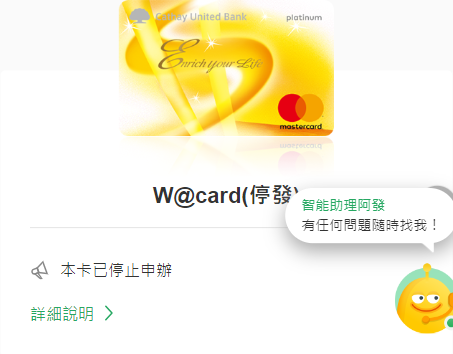 Cathay United Bank
platinum
Enrich your Life
mastercard
W@card(停發)
智能助理阿發
有任何問題隨時找我！
本卡已停止申辦
詳細說明